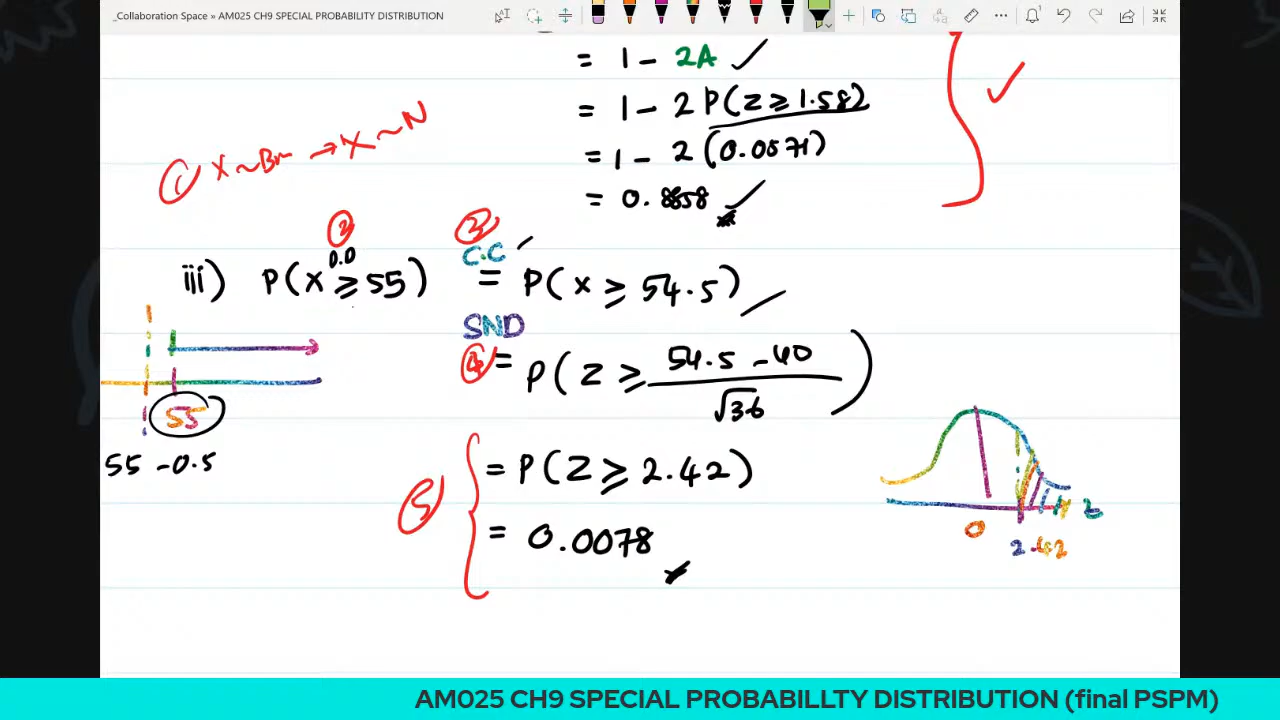 _Collaboration Space » AM025 CH9 SPECIAL PROBABILITY DISTRIBUTION
= 1 - 2A ✓
= 1 - 2 P(Z ≥ 1.58)
= 1 - 2 (0.0571)
= 0.8858 ✓
① X ~ Bin → X ~ N
② ③
0.0 C.C
iii) P(X ≥ 55) = P(X ≥ 54.5)
SND
④ = P(Z ≥ (54.5 - 40)/√36)
55
55 - 0.5
⑤ = P(Z ≥ 2.42)
= 0.0078
0 z
2.42
AM025 CH9 SPECIAL PROBABILLTY DISTRIBUTION (final PSPM)